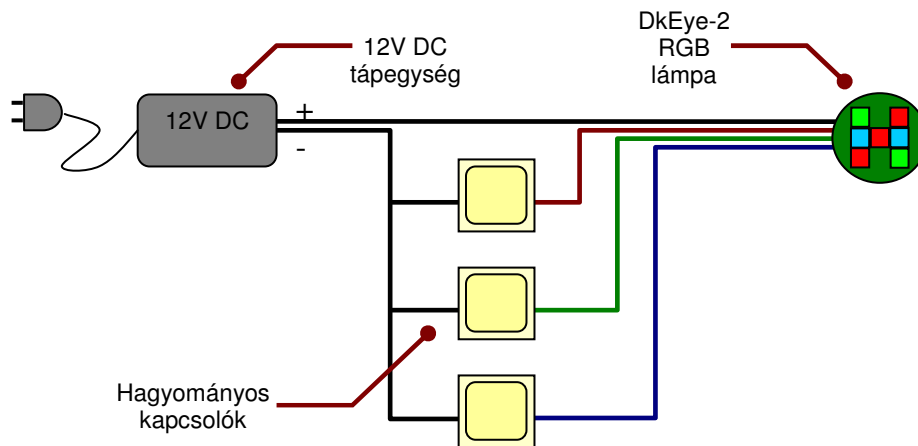 12V DC
tápegység
DkEye-2
RGB
lámpa
12V DC
+
-
Hagyományos
kapcsolók